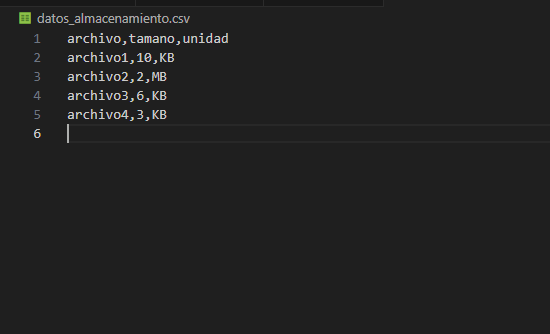 datos_almacenamiento.csv
1 archivo,tamano,unidad
2 archivo1,10,KB
3 archivo2,2,MB
4 archivo3,6,KB
5 archivo4,3,KB
6